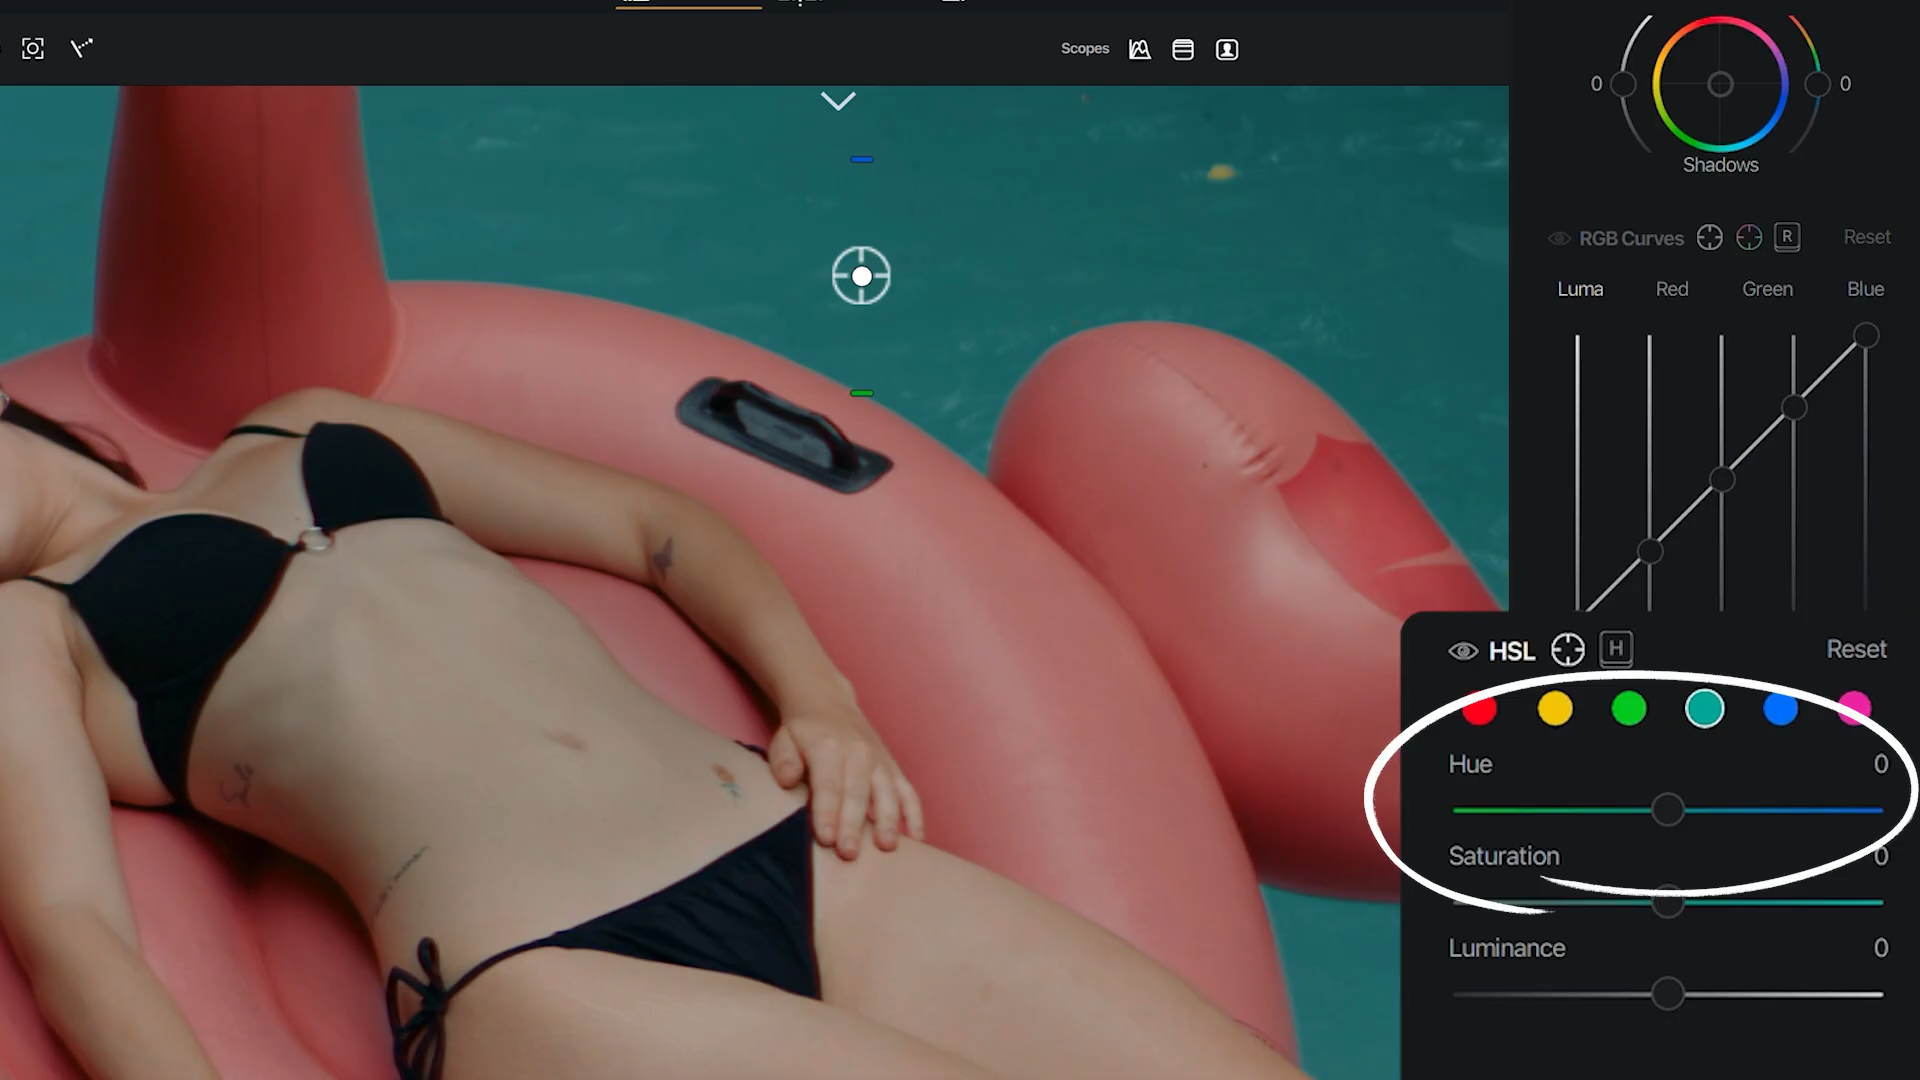 Scopes
0 0
Shadows
RGB Curves R Reset
Luma Red Green Blue
HSL H Reset
Hue 0
Saturation 0
Luminance 0